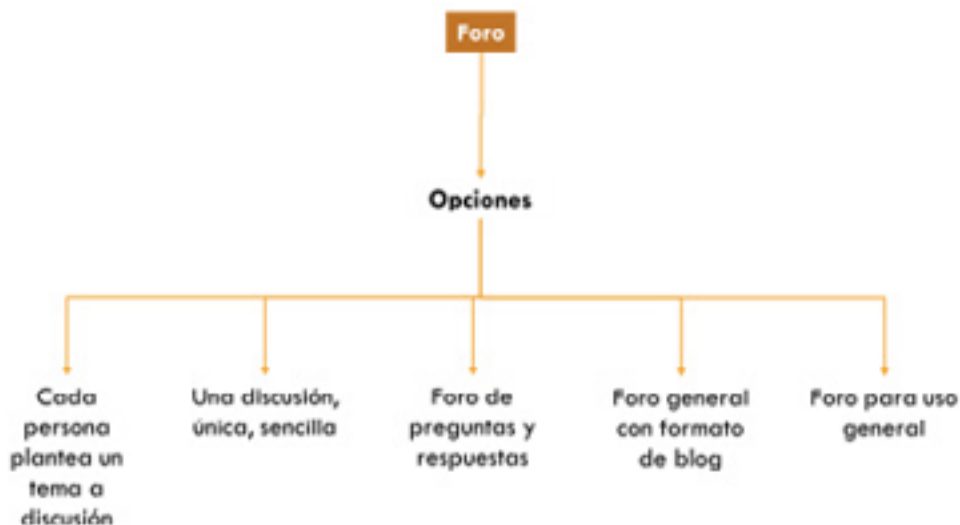 Foro
Opciones
Cada
persona
plantea un
tema a
discusión
Una discusión,
única, sencilla
Foro de
preguntas y
respuestas
Foro general
con formato
de blog
Foro para uso
general